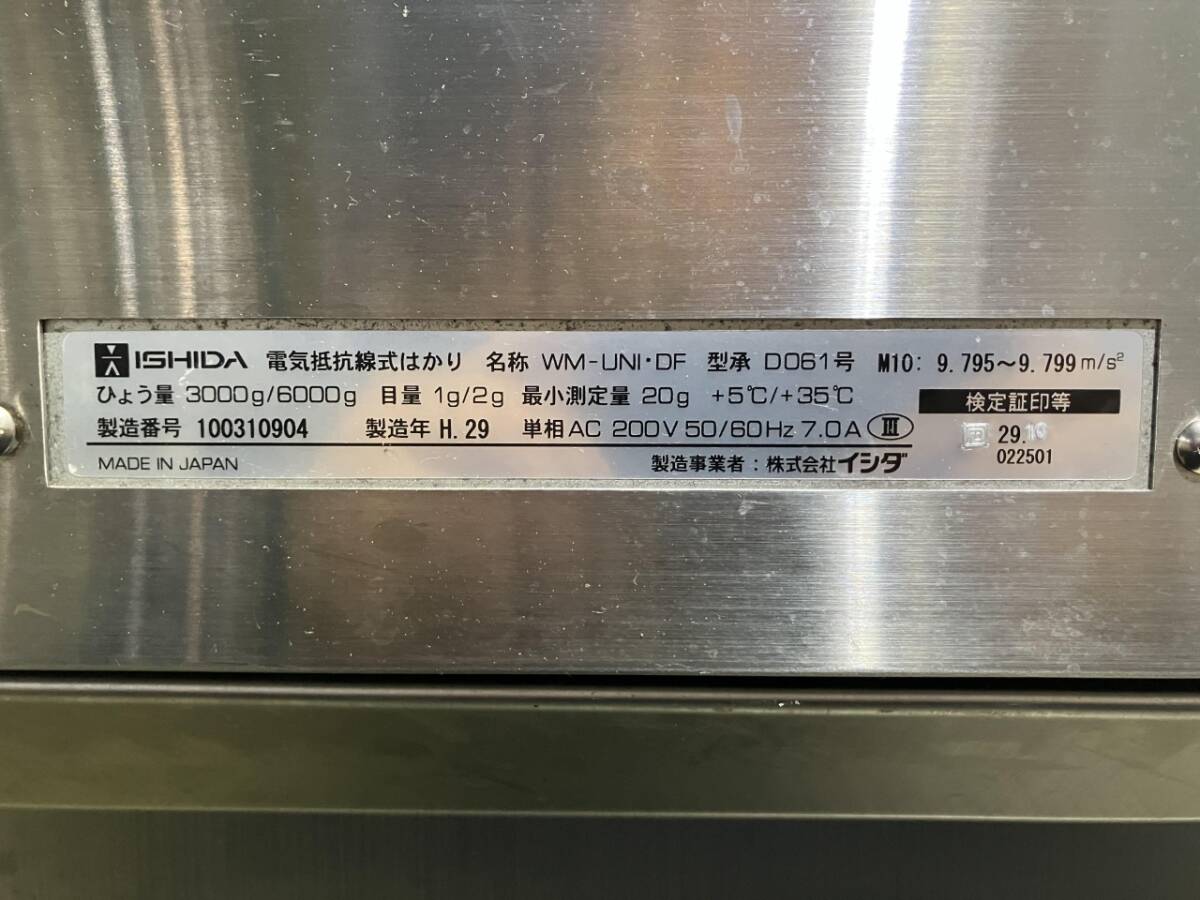 ISHIDA 電気抵抗線式はかり 名称 WM-UNI・DF 型承 D061号 M10: 9.795～9.799m/s²
ひょう量 3000g/6000g 目量 1g/2g 最小測定量 20g +5℃/+35℃
検定証印等
製造番号 100310904 製造年 H.29 単相 AC 200V 50/60Hz 7.0A Ⅲ
29.
022501
MADE IN JAPAN 製造事業者：株式会社イシダ